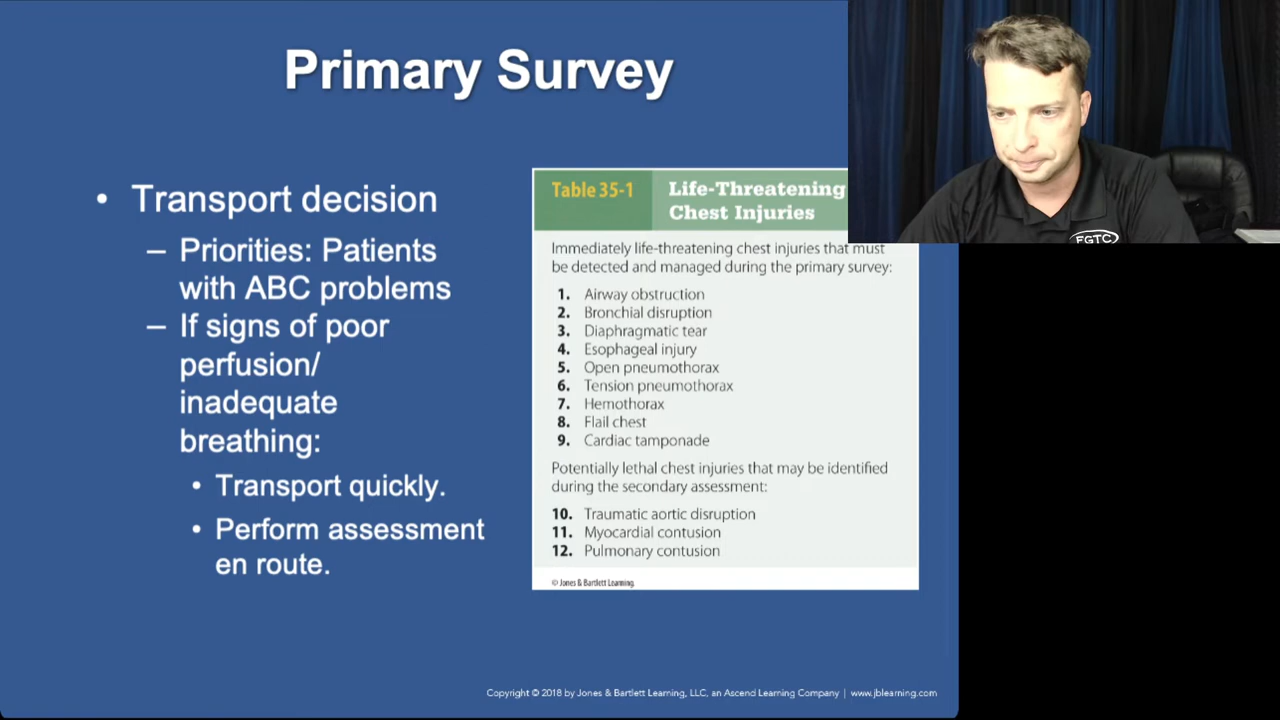 Primary Survey
• Transport decision
– Priorities: Patients
with ABC problems
– If signs of poor
perfusion/
inadequate
breathing:
• Transport quickly.
• Perform assessment
en route.
Table 35-1
Life-Threatening
Chest Injuries
Immediately life-threatening chest injuries that must
be detected and managed during the primary survey:
1. Airway obstruction
2. Bronchial disruption
3. Diaphragmatic tear
4. Esophageal injury
5. Open pneumothorax
6. Tension pneumothorax
7. Hemothorax
8. Flail chest
9. Cardiac tamponade
Potentially lethal chest injuries that may be identified
during the secondary assessment:
10. Traumatic aortic disruption
11. Myocardial contusion
12. Pulmonary contusion
© Jones & Bartlett Learning.
FGTC
Copyright © 2018 by Jones & Bartlett Learning, LLC, an Ascend Learning Company | www.jblearning.com